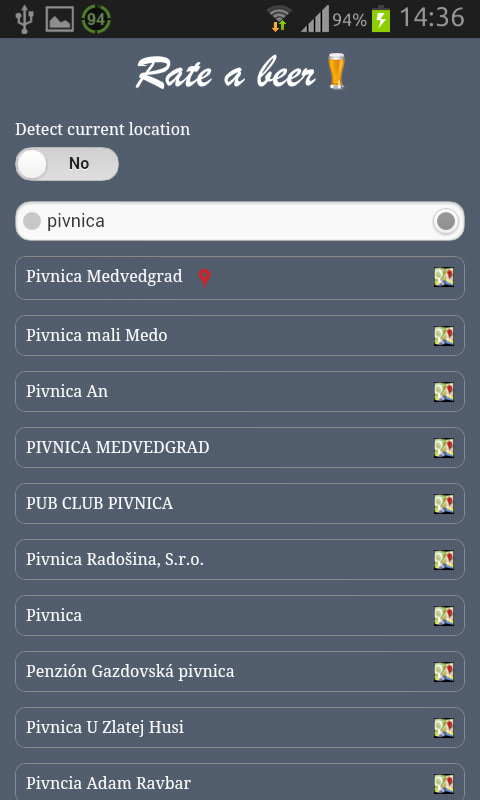 94
94%
14:36
Rate a beer
Detect current location
No
pivnica
Pivnica Medvedgrad
Pivnica mali Medo
Pivnica An
PIVNICA MEDVEDGRAD
PUB CLUB PIVNICA
Pivnica Radošina, S.r.o.
Pivnica
Penzión Gazdovská pivnica
Pivnica U Zlatej Husi
Pivncia Adam Ravbar